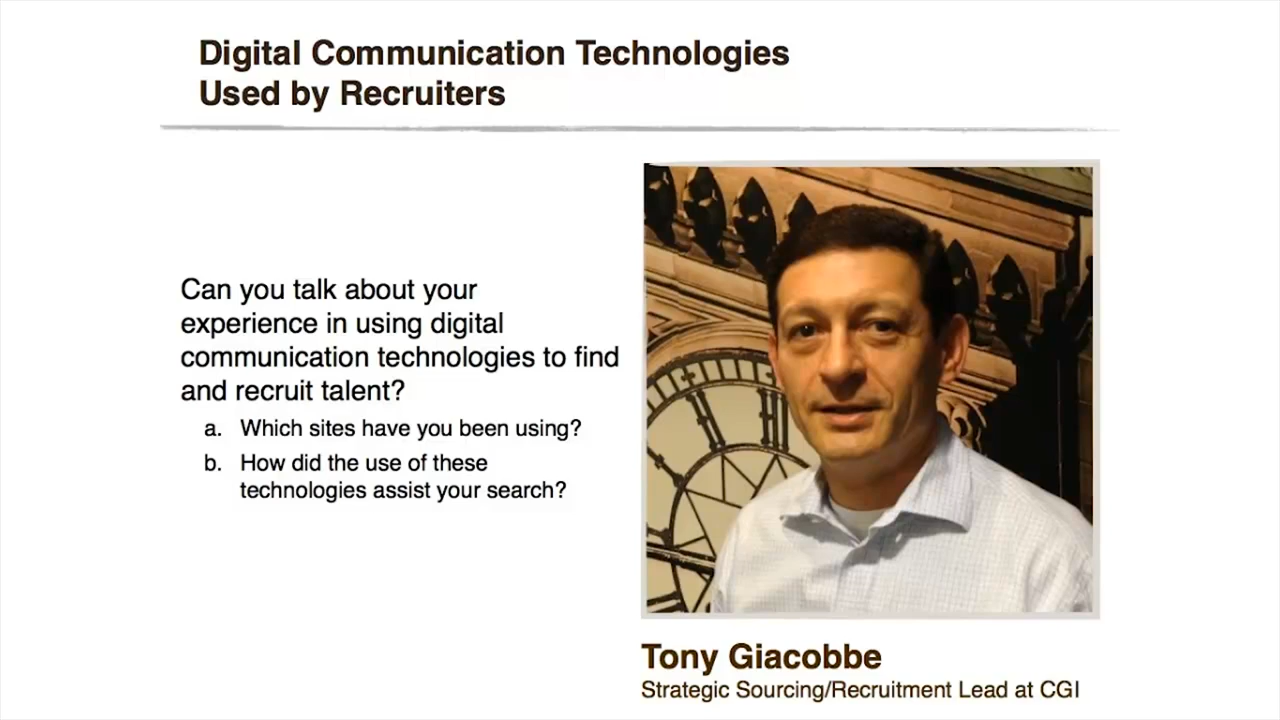 Digital Communication Technologies
Used by Recruiters
Can you talk about your
experience in using digital
communication technologies to find
and recruit talent?
a. Which sites have you been using?
b. How did the use of these
technologies assist your search?
Tony Giacobbe
Strategic Sourcing/Recruitment Lead at CGI